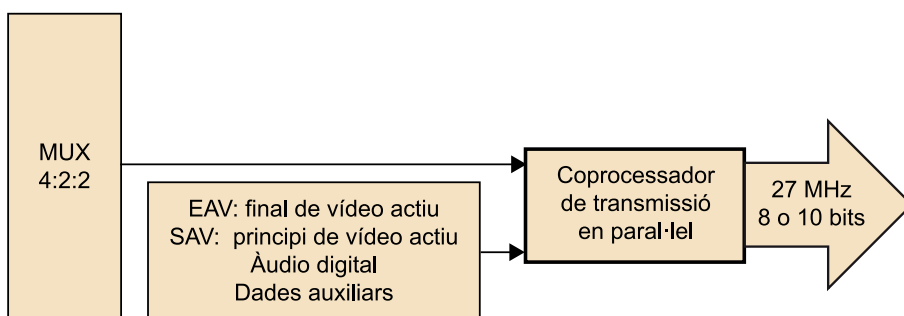 MUX
4:2:2
EAV: final de vídeo actiu
SAV: principi de vídeo actiu
Àudio digital
Dades auxiliars
Coprocessador
de transmissió
en paral·lel
27 MHz
8 o 10 bits